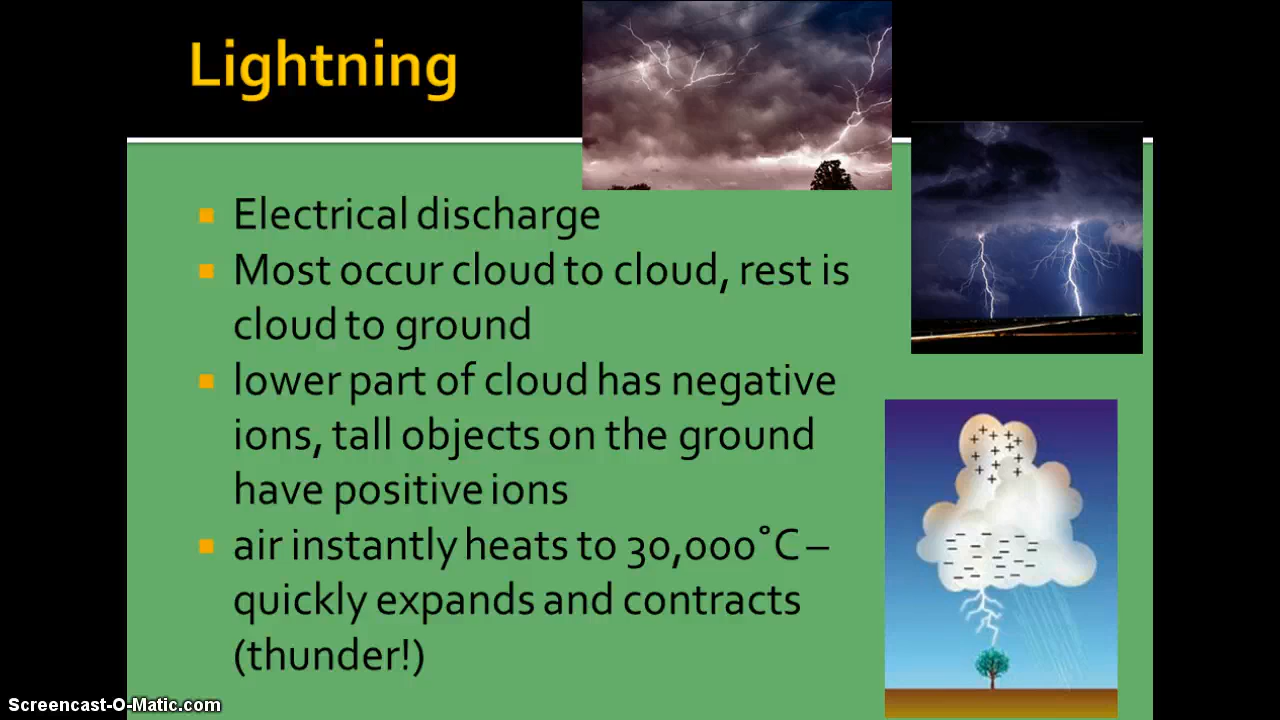 Lightning
Electrical discharge
Most occur cloud to cloud, rest is
cloud to ground
lower part of cloud has negative
ions, tall objects on the ground
have positive ions
air instantly heats to 30,000˚C –
quickly expands and contracts
(thunder!)
Screencast-O-Matic.com